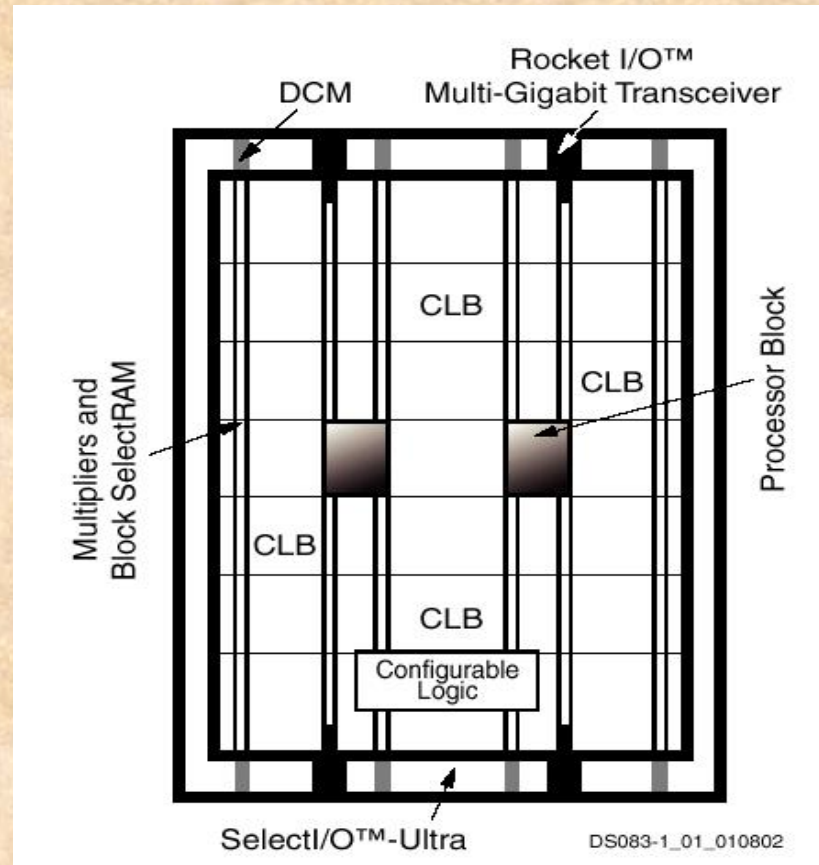 Rocket I/O™
DCM
Multi-Gigabit Transceiver
CLB
CLB
Multipliers and
Block SelectRAM
Processor Block
CLB
CLB
Configurable
Logic
SelectI/O™-Ultra
DS083-1_01_010802